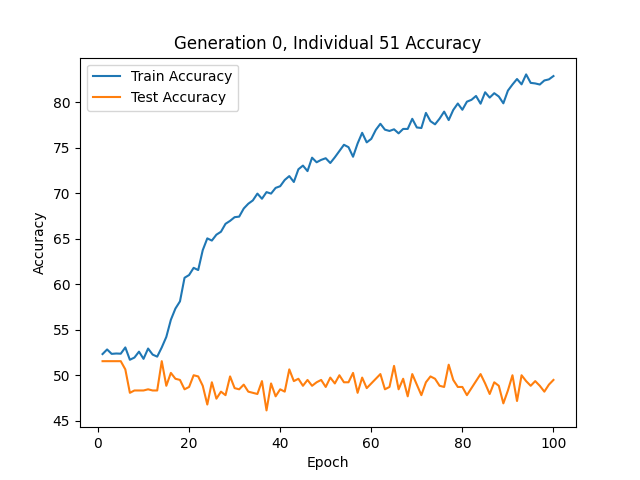 Generation 0, Individual 51 Accuracy
Train Accuracy
Test Accuracy
Accuracy
80
75
70
65
60
55
50
45
0 20 40 60 80 100
Epoch